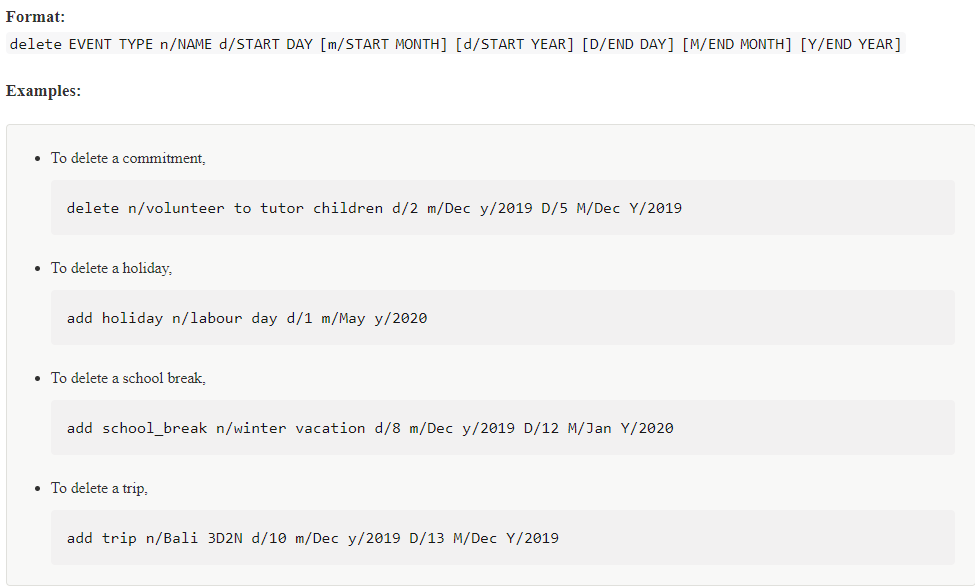 Format:
delete EVENT TYPE n/NAME d/START DAY [m/START MONTH] [d/START YEAR] [D/END DAY] [M/END MONTH] [Y/END YEAR]
Examples:
• To delete a commitment,
delete n/volunteer to tutor children d/2 m/Dec y/2019 D/5 M/Dec Y/2019
• To delete a holiday,
add holiday n/labour day d/1 m/May y/2020
• To delete a school break,
add school_break n/winter vacation d/8 m/Dec y/2019 D/12 M/Jan Y/2020
• To delete a trip,
add trip n/Bali 3D2N d/10 m/Dec y/2019 D/13 M/Dec Y/2019